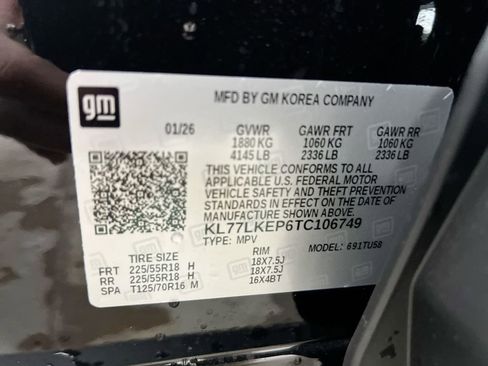 gm
MFD BY GM KOREA COMPANY
01/26 GVWR GAWR FRT GAWR RR
1880 KG 1060 KG 1060 KG
4145 LB 2336 LB 2336 LB
THIS VEHICLE CONFORMS TO ALL
APPLICABLE U.S. FEDERAL MOTOR
VEHICLE SAFETY AND THEFT PREVENTION
STANDARDS IN EFFECT ON THE DATE OF
MANUFACTURE SHOWN ABOVE.
KL77LKEP6TC106749
TYPE: MPV MODEL: 691TU58
TIRE SIZE RIM
FRT 225/55R18 H 18X7.5J
RR 225/55R18 H 18X7.5J
SPA T125/70R16 M 16X4BT